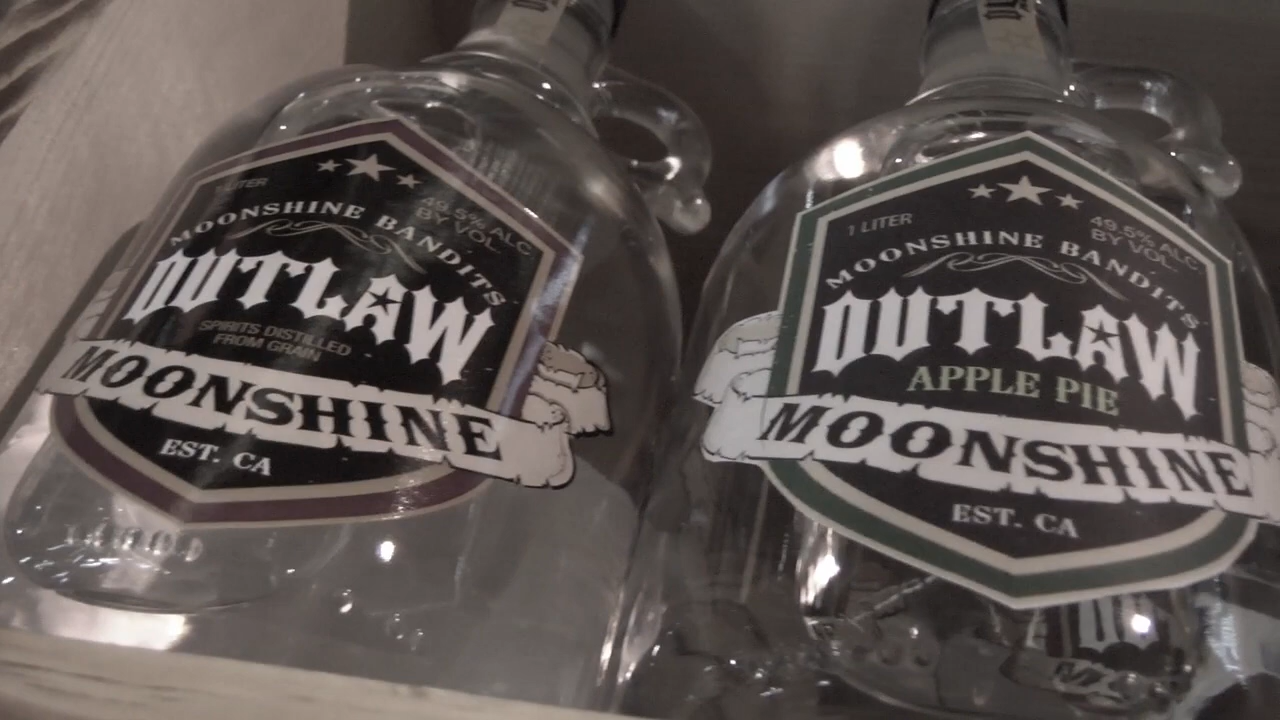 1 LITER
49.5% ALC
BY VOL.
MOONSHINE BANDITS'
OUTLAW
SPIRITS DISTILLED
FROM GRAIN
MOONSHINE
EST. CA
1 LITER
49.5% ALC
BY VOL.
MOONSHINE BANDITS'
OUTLAW
APPLE PIE
MOONSHINE
EST. CA